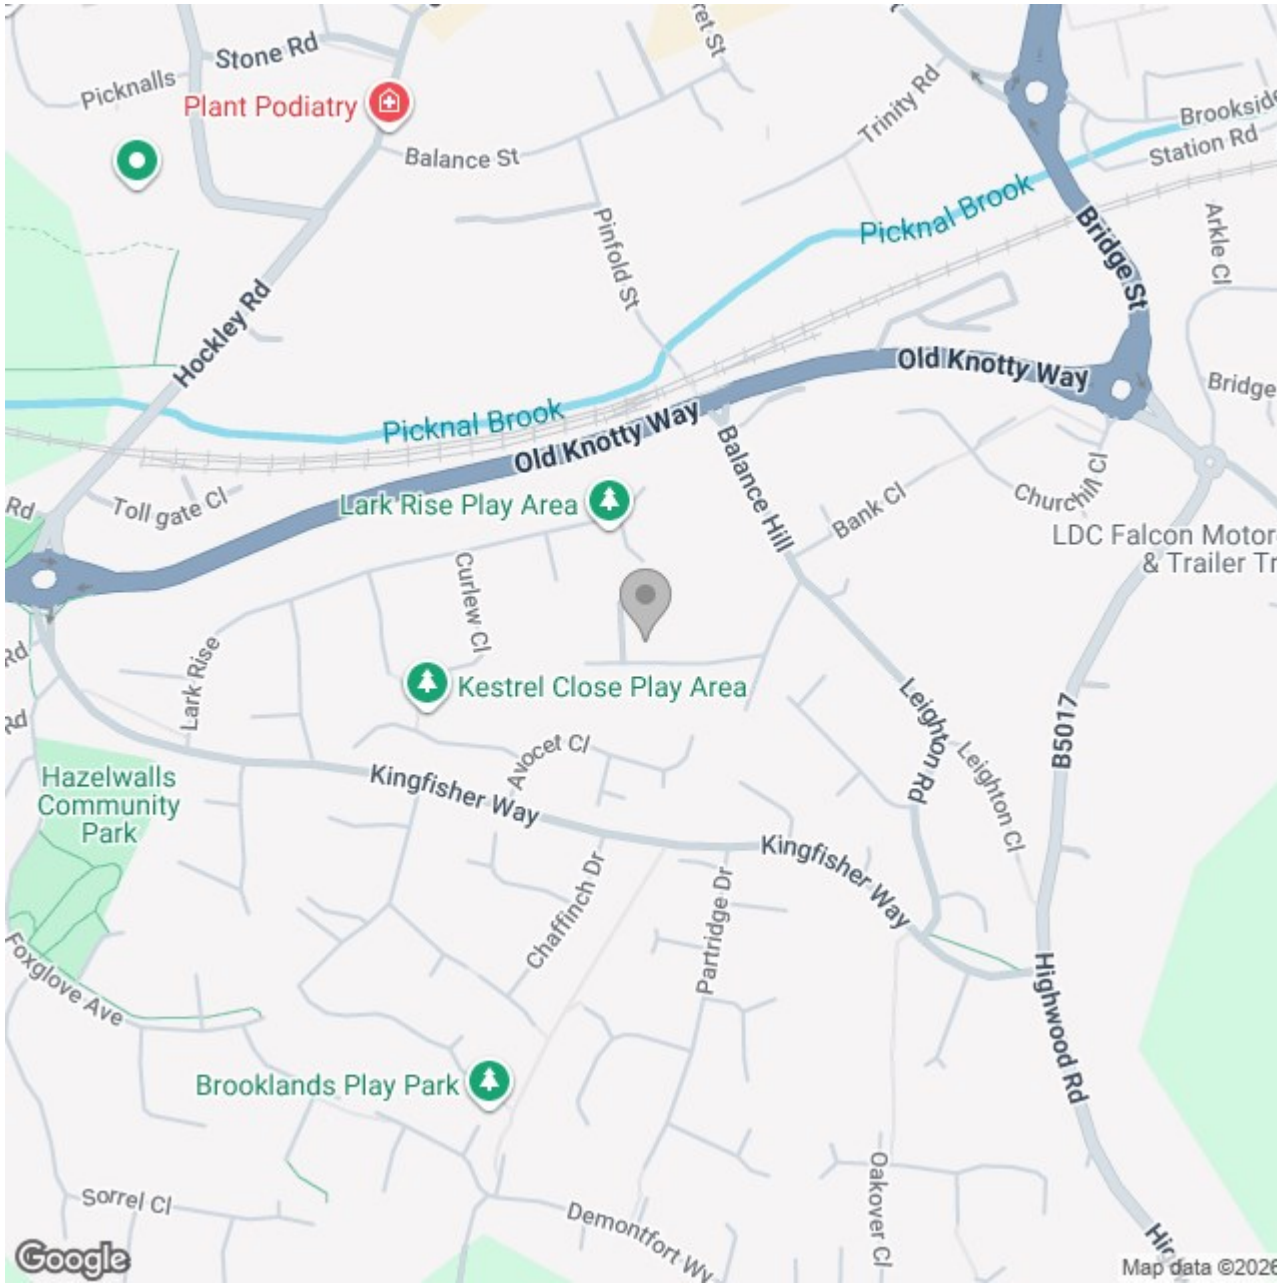 Stone Rd
Picknalls
Plant Podiatry
Balance St
Trinity Rd
Brookside
Station Rd
Picknal Brook
Pinfold St
Bridge St
Arkle Cl
Hockley Rd
Old Knotty Way
Bridge
Picknal Brook
Old Knotty Way
Balance Hill
Rd
Toll gate Cl
Lark Rise Play Area
Bank Cl
Churchill Cl
LDC Falcon Motor
& Trailer Tr
Curlew Cl
Rd
Lark Rise
Kestrel Close Play Area
Leighton Rd
Leighton Cl
B5017
Rd
Avocet Cl
Hazelwalls
Community
Park
Kingfisher Way
Kingfisher Way
Chaffinch Dr
Partridge Dr
Foxglove Ave
Highwood Rd
Brooklands Play Park
Sorrel Cl
Oakover Cl
Demontfort Wy
Google
Map data ©2026